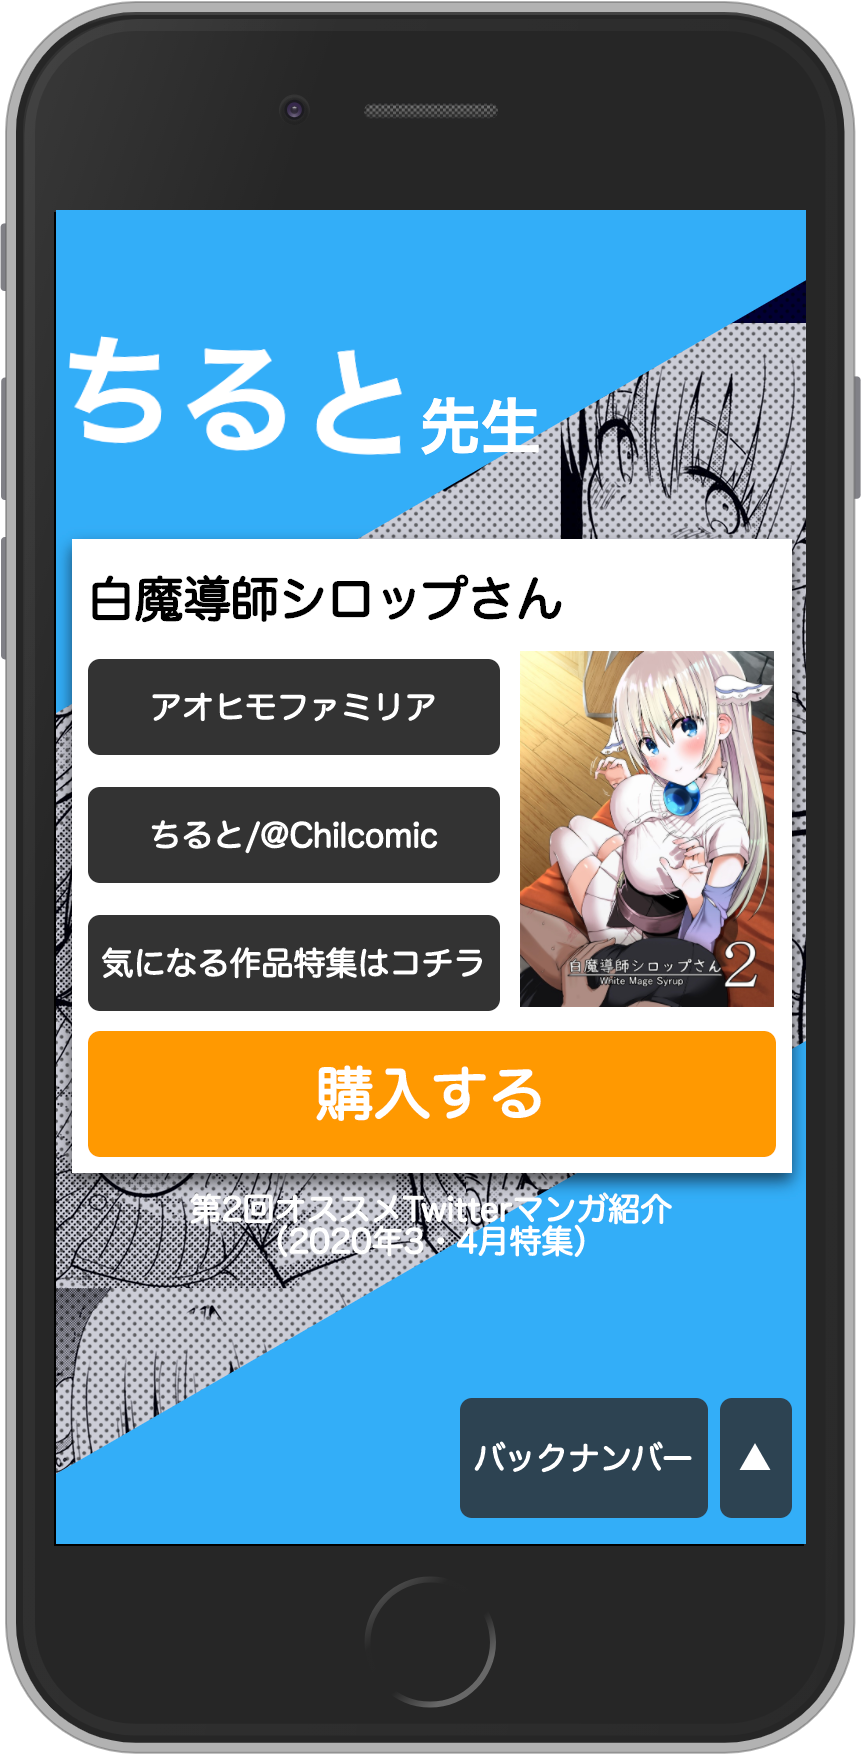 ちると先生
白魔導師シロップさん
アオヒモファミリア
ちると/@Chilcomic
気になる作品特集はコチラ
白魔導師シロップさん2
White Mage Syrup
購入する
第2回オススメTwitterマンガ紹介
(2020年3・4月特集)
バックナンバー
▲